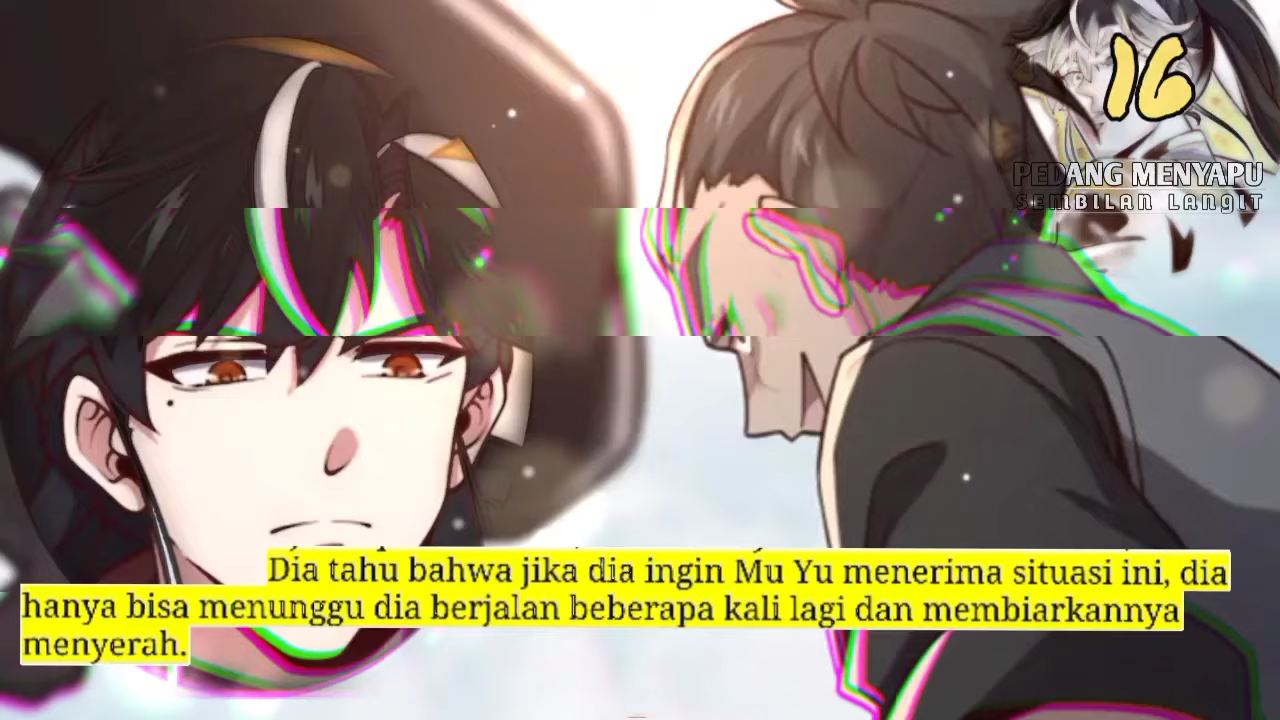 16
PEDANG MENYAPU
SEMBILAN LANGIT
Dia tahu bahwa jika dia ingin Mu Yu menerima situasi ini, dia
hanya bisa menunggu dia berjalan beberapa kali lagi dan membiarkannya
menyerah.